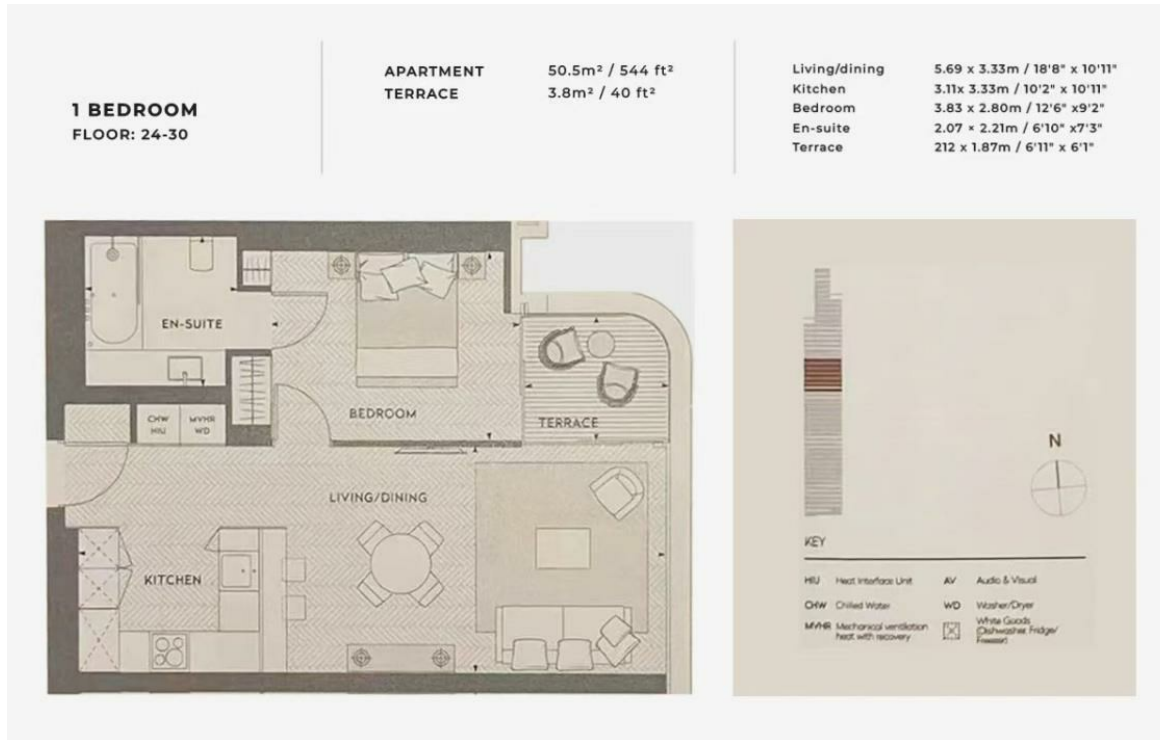 1 BEDROOM
FLOOR: 24-30
APARTMENT 50.5m² / 544 ft²
TERRACE 3.8m² / 40 ft²
Living/dining 5.69 x 3.33m / 18'8" x 10'11"
Kitchen 3.11x 3.33m / 10'2" x 10'11"
Bedroom 3.83 x 2.80m / 12'6" x9'2"
En-suite 2.07 × 2.21m / 6'10" x7'3"
Terrace 212 x 1.87m / 6'11" x 6'1"
EN-SUITE
CHW
HIU
MVHR
WD
BEDROOM
TERRACE
LIVING/DINING
KITCHEN
N
KEY
HIU Heat Interface Unit
AV Audio & Visual
CHW Chilled Water
WD Washer/Dryer
MVHR Mechanical ventilation
heat with recovery
White Goods
(Dishwasher, Fridge/
Freezer)